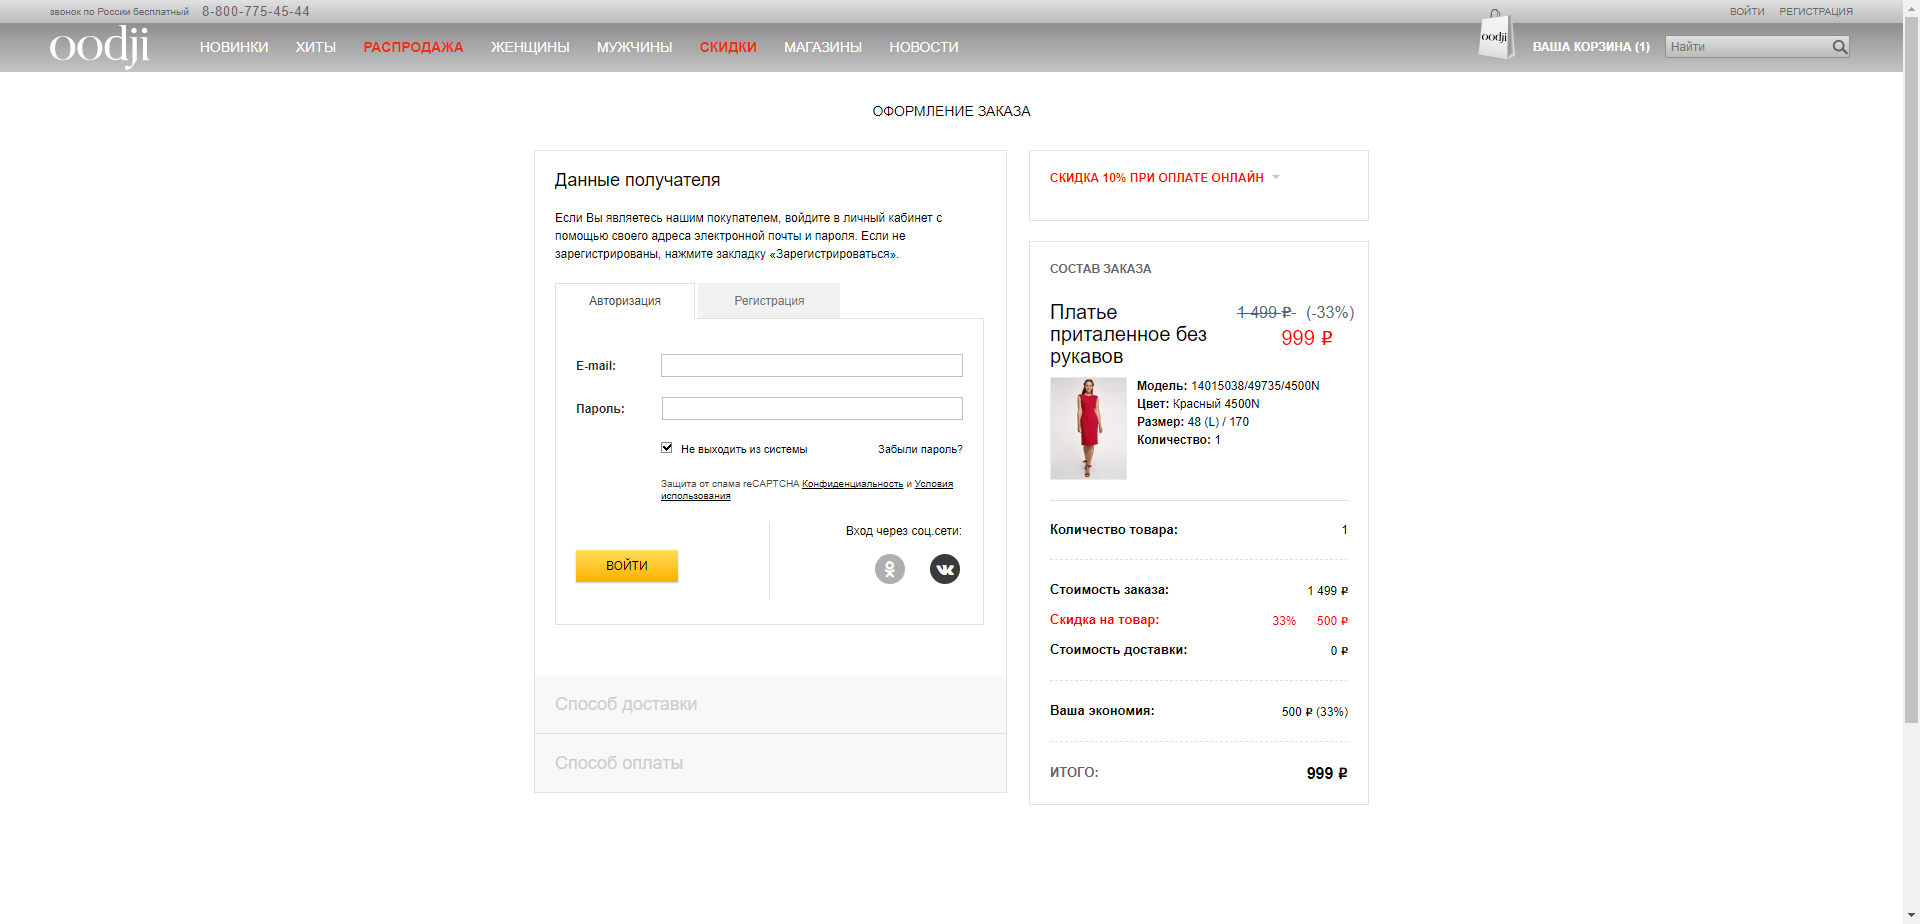 звонок по России бесплатный 8-800-775-45-44
ВОЙТИ РЕГИСТРАЦИЯ
oodji
НОВИНКИ ХИТЫ РАСПРОДАЖА ЖЕНЩИНЫ МУЖЧИНЫ СКИДКИ МАГАЗИНЫ НОВОСТИ
oodji
ВАША КОРЗИНА (1)
Найти
ОФОРМЛЕНИЕ ЗАКАЗА
Данные получателя
Если Вы являетесь нашим покупателем, войдите в личный кабинет с
помощью своего адреса электронной почты и пароля. Если не
зарегистрированы, нажмите закладку «Зарегистрироваться».
Авторизация Регистрация
E-mail:
Пароль:
Не выходить из системы Забыли пароль?
Защита от спама reCAPTCHA Конфиденциальность и Условия
использования
Вход через соц.сети:
ВОЙТИ
Способ доставки
Способ оплаты
СКИДКА 10% ПРИ ОПЛАТЕ ОНЛАЙН
СОСТАВ ЗАКАЗА
Платье
приталенное без
рукавов
1 499 ₽ (-33%)
999 ₽
Модель: 14015038/49735/4500N
Цвет: Красный 4500N
Размер: 48 (L) / 170
Количество: 1
Количество товара: 1
Стоимость заказа: 1 499 ₽
Скидка на товар: 33% 500 ₽
Стоимость доставки: 0 ₽
Ваша экономия: 500 ₽ (33%)
ИТОГО: 999 ₽